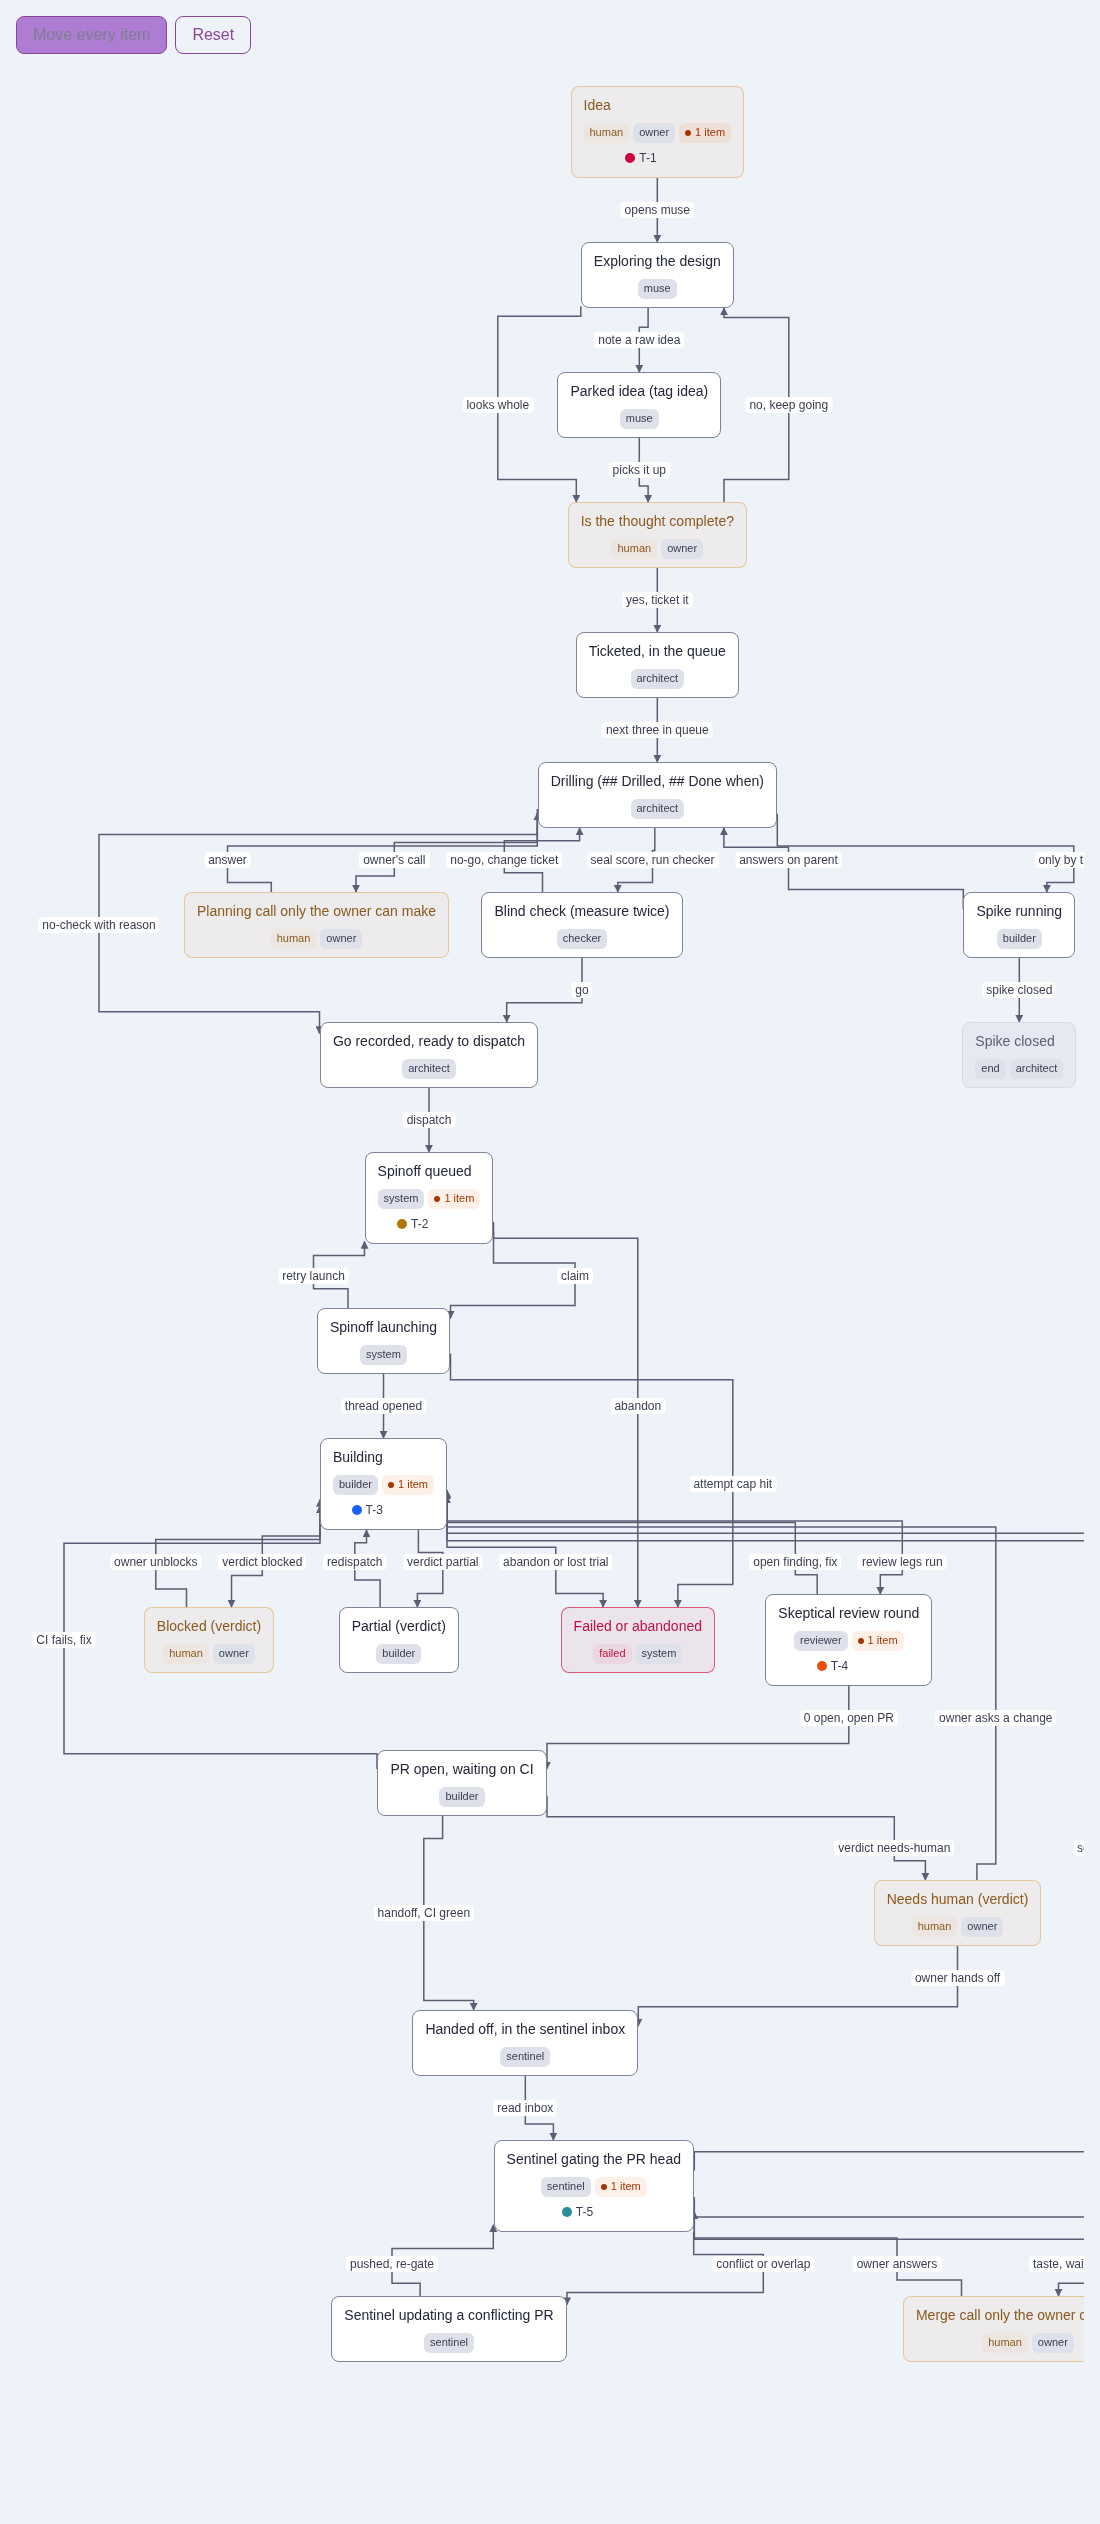 Move every item
Reset
Idea
human owner 1 item
T-1
opens muse
Exploring the design
muse
note a raw idea
Parked idea (tag idea)
muse
looks whole
no, keep going
picks it up
Is the thought complete?
human owner
yes, ticket it
Ticketed, in the queue
architect
next three in queue
Drilling (## Drilled, ## Done when)
architect
answer
owner's call
no-go, change ticket
seal score, run checker
answers on parent
only by t
Planning call only the owner can make
human owner
Blind check (measure twice)
checker
Spike running
builder
no-check with reason
go
spike closed
Go recorded, ready to dispatch
architect
Spike closed
end architect
dispatch
Spinoff queued
system 1 item
T-2
retry launch
claim
Spinoff launching
system
thread opened
abandon
Building
builder 1 item
T-3
attempt cap hit
owner unblocks
verdict blocked
redispatch
verdict partial
abandon or lost trial
open finding, fix
review legs run
Blocked (verdict)
human owner
Partial (verdict)
builder
Failed or abandoned
failed system
Skeptical review round
reviewer 1 item
T-4
CI fails, fix
0 open, open PR
owner asks a change
PR open, waiting on CI
builder
verdict needs-human
Needs human (verdict)
human owner
handoff, CI green
owner hands off
Handed off, in the sentinel inbox
sentinel
read inbox
Sentinel gating the PR head
sentinel 1 item
T-5
pushed, re-gate
conflict or overlap
owner answers
taste, wai
Sentinel updating a conflicting PR
sentinel
Merge call only the owner c
human owner